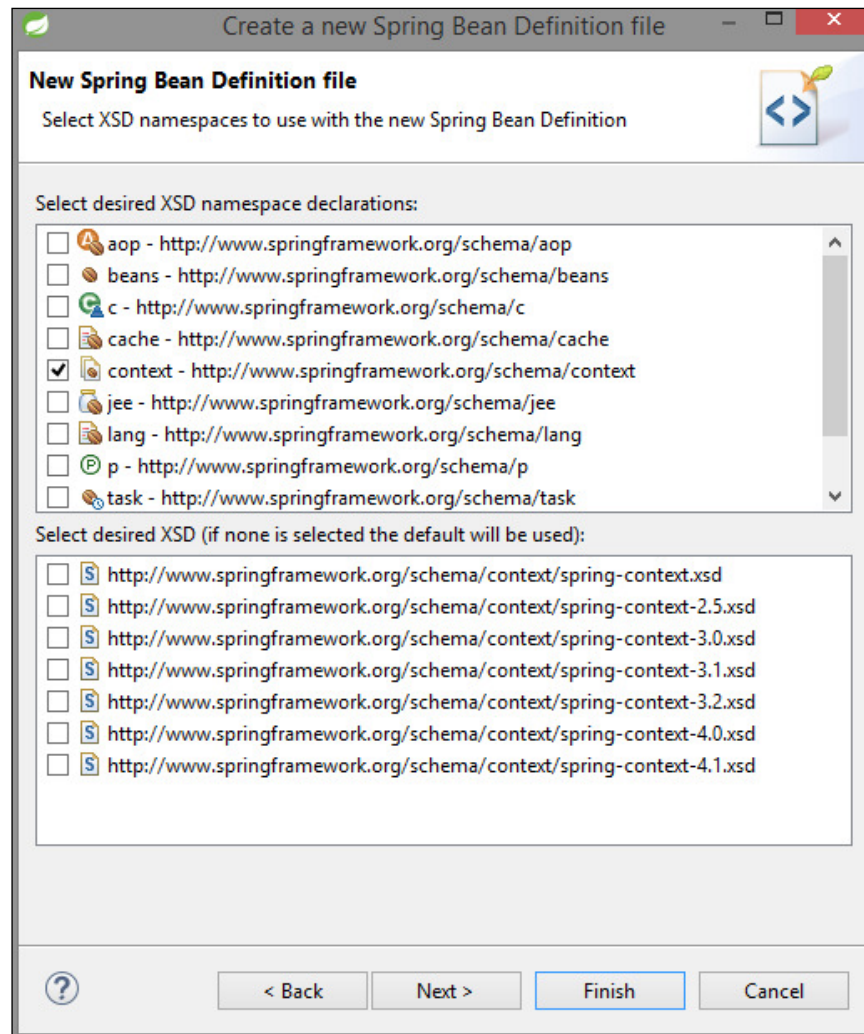 Create a new Spring Bean Definition file
New Spring Bean Definition file
Select XSD namespaces to use with the new Spring Bean Definition
Select desired XSD namespace declarations:
aop - http://www.springframework.org/schema/aop
beans - http://www.springframework.org/schema/beans
c - http://www.springframework.org/schema/c
cache - http://www.springframework.org/schema/cache
context - http://www.springframework.org/schema/context
jee - http://www.springframework.org/schema/jee
lang - http://www.springframework.org/schema/lang
p - http://www.springframework.org/schema/p
task - http://www.springframework.org/schema/task
Select desired XSD (if none is selected the default will be used):
http://www.springframework.org/schema/context/spring-context.xsd
http://www.springframework.org/schema/context/spring-context-2.5.xsd
http://www.springframework.org/schema/context/spring-context-3.0.xsd
http://www.springframework.org/schema/context/spring-context-3.1.xsd
http://www.springframework.org/schema/context/spring-context-3.2.xsd
http://www.springframework.org/schema/context/spring-context-4.0.xsd
http://www.springframework.org/schema/context/spring-context-4.1.xsd
< Back Next > Finish Cancel